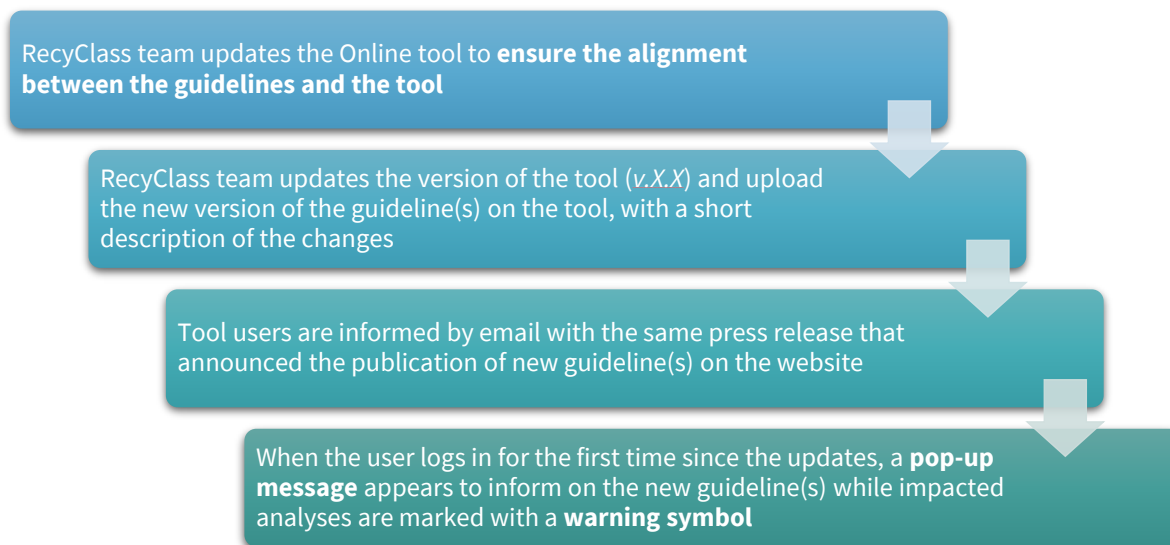 RecyClass team updates the Online tool to ensure the alignment
between the guidelines and the tool
RecyClass team updates the version of the tool (v.X.X) and upload
the new version of the guideline(s) on the tool, with a short
description of the changes
Tool users are informed by email with the same press release that
announced the publication of new guideline(s) on the website
When the user logs in for the first time since the updates, a pop-up
message appears to inform on the new guideline(s) while impacted
analyses are marked with a warning symbol